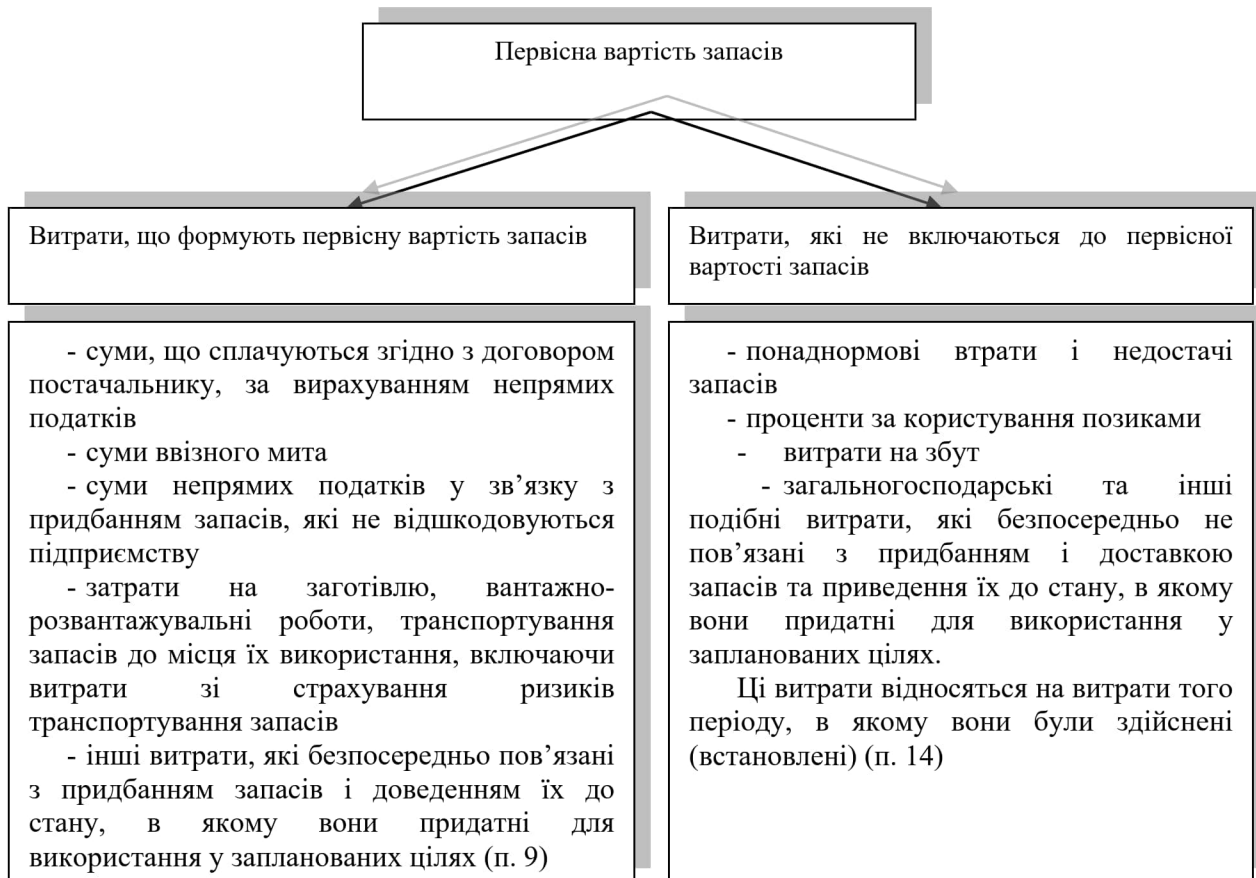 Первісна вартість запасів
Витрати, що формують первісну вартість запасів
Витрати, які не включаються до первісної
вартості запасів
- суми, що сплачуються згідно з договором
постачальнику, за вирахуванням непрямих
податків
- суми ввізного мита
- суми непрямих податків у зв’язку з
придбанням запасів, які не відшкодовуються
підприємству
- затрати на заготівлю, вантажно-
розвантажувальні роботи, транспортування
запасів до місця їх використання, включаючи
витрати зі страхування ризиків
транспортування запасів
- інші витрати, які безпосередньо пов’язані
з придбанням запасів і доведенням їх до
стану, в якому вони придатні для
використання у запланованих цілях (п. 9)
- понаднормові втрати і недостачі
запасів
- проценти за користування позиками
- витрати на збут
- загальногосподарські та інші
подібні витрати, які безпосередньо не
пов’язані з придбанням і доставкою
запасів та приведення їх до стану, в якому
вони придатні для використання у
запланованих цілях.
Ці витрати відносяться на витрати того
періоду, в якому вони були здійснені
(встановлені) (п. 14)